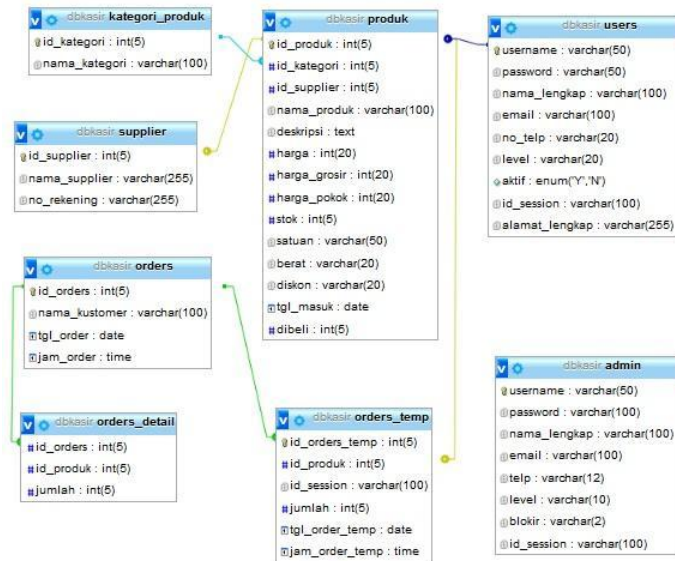 dbkasir kategori_produk
id_kategori : int(5)
nama_kategori : varchar(100)
dbkasir supplier
id_supplier : int(5)
nama_supplier : varchar(255)
no_rekening : varchar(255)
dbkasir orders
id_orders : int(5)
nama_kustomer : varchar(100)
tgl_order : date
jam_order : time
dbkasir orders_detail
id_orders : int(5)
id_produk : int(5)
jumlah : int(5)
dbkasir produk
id_produk : int(5)
id_kategori : int(5)
id_supplier : int(5)
nama_produk : varchar(100)
deskripsi : text
harga : int(20)
harga_grosir : int(20)
harga_pokok : int(20)
stok : int(5)
satuan : varchar(50)
berat : varchar(20)
diskon : varchar(20)
tgl_masuk : date
dibeli : int(5)
dbkasir orders_temp
id_orders_temp : int(5)
id_produk : int(5)
id_session : varchar(100)
jumlah : int(5)
tgl_order_temp : date
jam_order_temp : time
dbkasir users
username : varchar(50)
password : varchar(50)
nama_lengkap : varchar(100)
email : varchar(100)
no_telp : varchar(20)
level : varchar(20)
aktif : enum('Y','N')
id_session : varchar(100)
alamat_lengkap : varchar(255)
dbkasir admin
username : varchar(50)
password : varchar(100)
nama_lengkap : varchar(100)
email : varchar(100)
telp : varchar(12)
level : varchar(10)
blokir : varchar(2)
id_session : varchar(100)